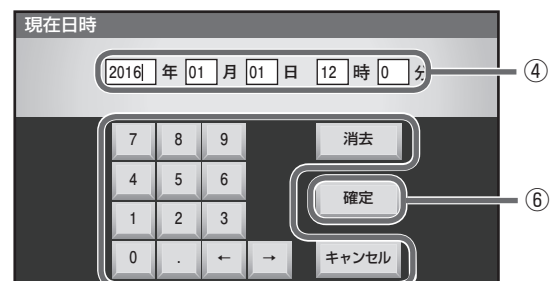 現在日時
2016 年 01 月 01 日 12 時 0 分 ④
7 8 9 消去
4 5 6
確定 ⑥
1 2 3
0 . ← → キャンセル